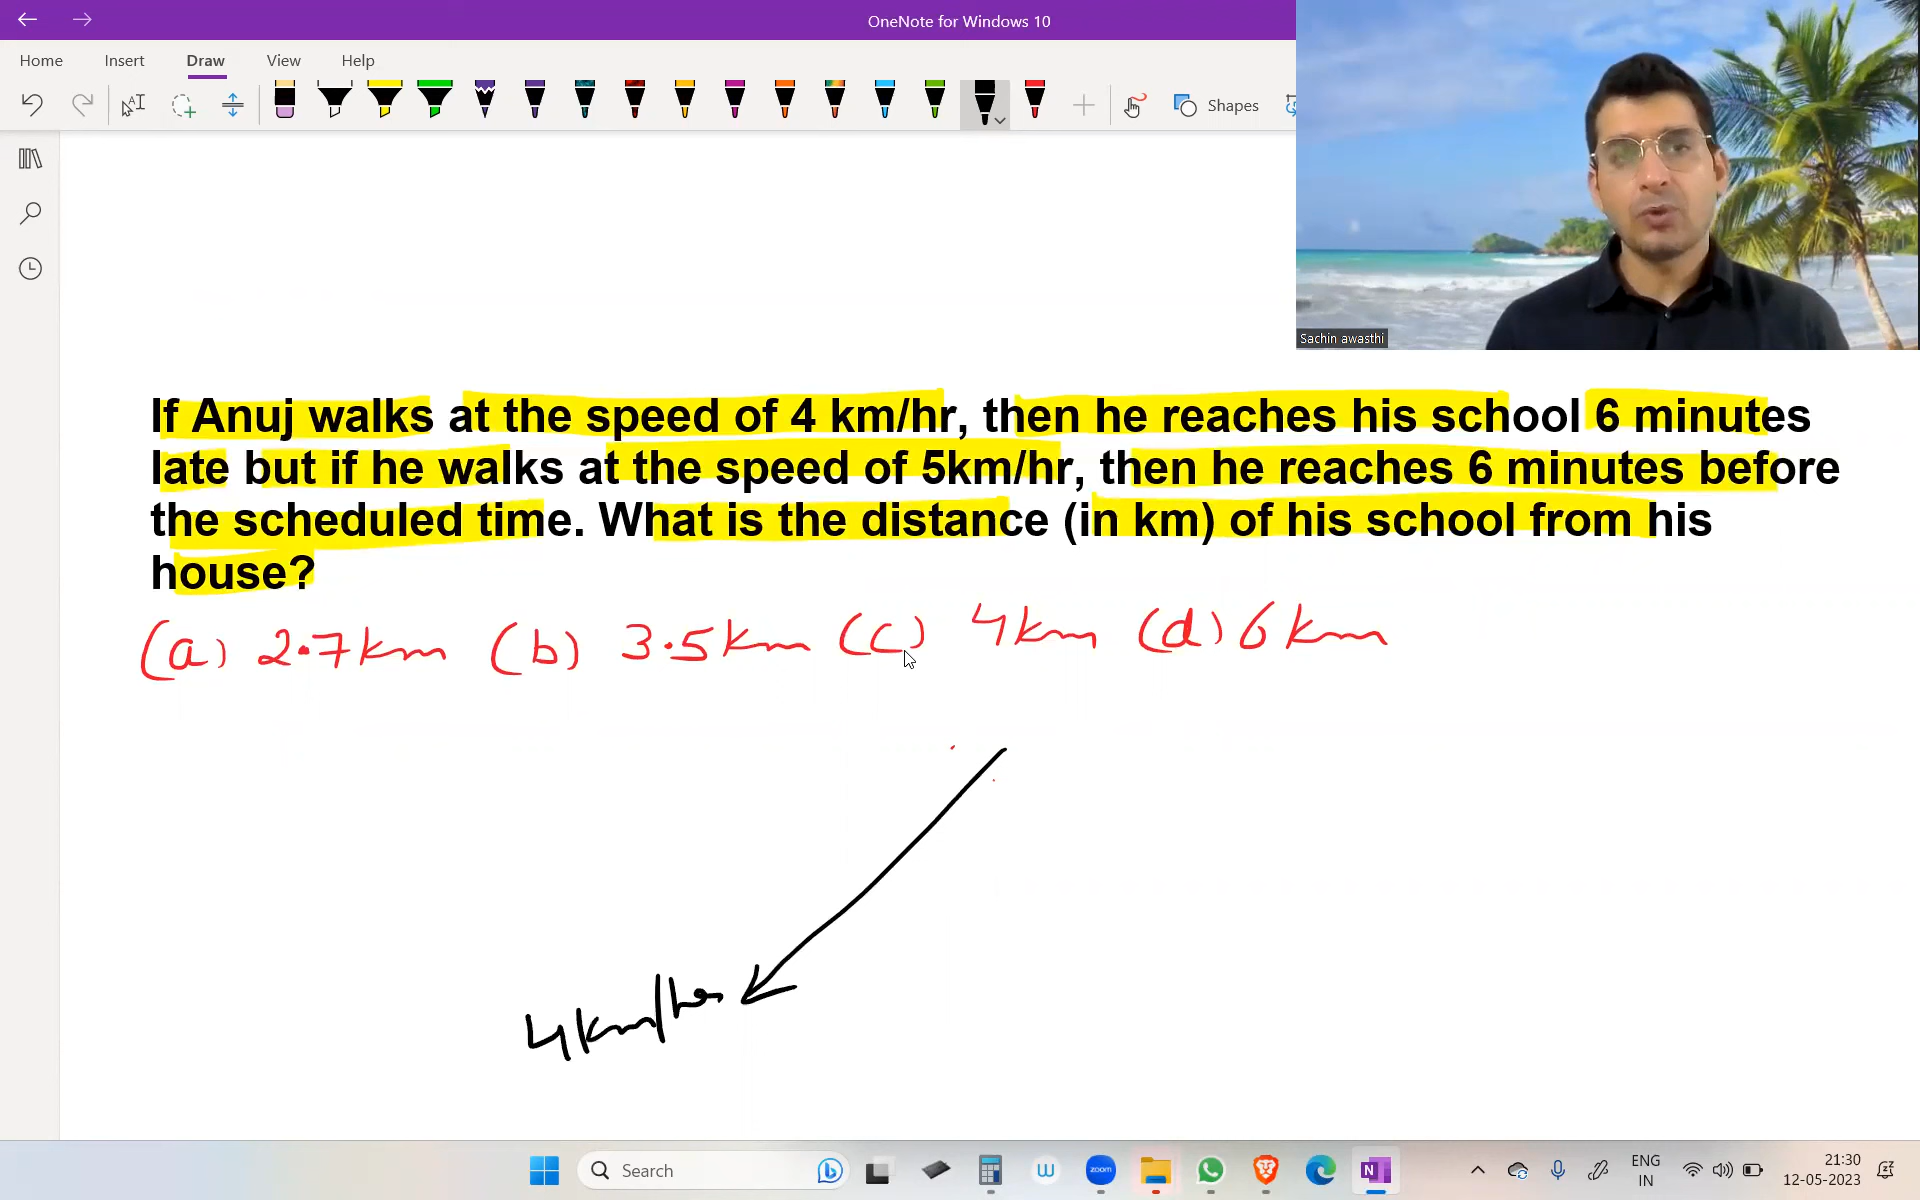 OneNote for Windows 10
Home Insert Draw View Help
Shapes
Sachin awasthi
If Anuj walks at the speed of 4 km/hr, then he reaches his school 6 minutes
late but if he walks at the speed of 5km/hr, then he reaches 6 minutes before
the scheduled time. What is the distance (in km) of his school from his
house?
(a) 2.7km (b) 3.5km (c) 4km (d) 6km
4km/hr
Search
zoom
ENG
IN
21:30
12-05-2023